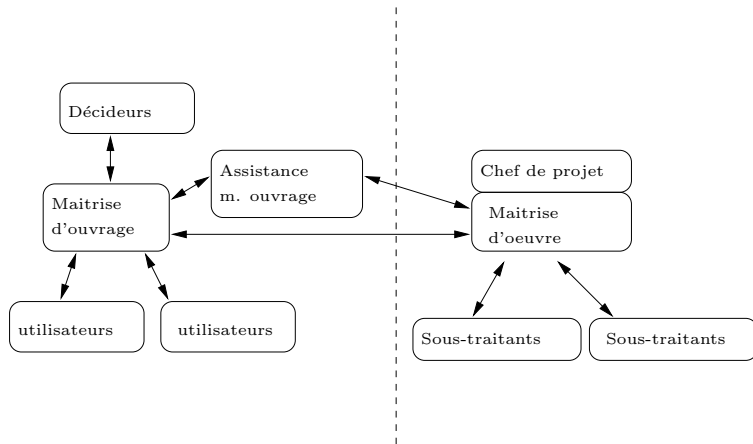 Décideurs
Assistance
m. ouvrage
Chef de projet
Maitrise
d'ouvrage
Maitrise
d'oeuvre
utilisateurs
utilisateurs
Sous-traitants
Sous-traitants